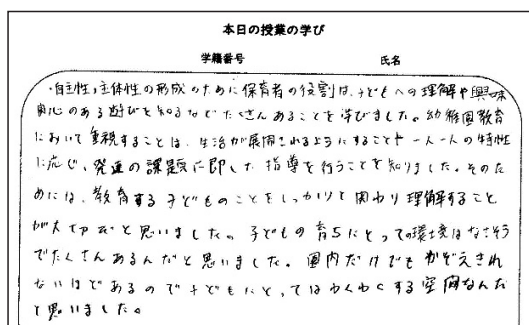 本日の授業の学び
学籍番号 氏名
・自主性、主体性の形成のために保育者の役割は、子どもへの理解や興味
関心のある遊びを知るなどたくさんあることを学びました。幼稚園教育
において重視することは、生活が展開されるようにすることや一人一人の特性
に応じ、発達の課題に即した指導を行うことを知りました。そのた
めには、教育する子どものことをしっかりと関わり理解すること
が大切だと思いました。子どもの育ちにとっての環境はなさそう
でたくさんあるんだと思いました。園内だけでもかぞえきれ
ないほどあるので子どもにとってはわくわくする空間なんだ
と思いました。